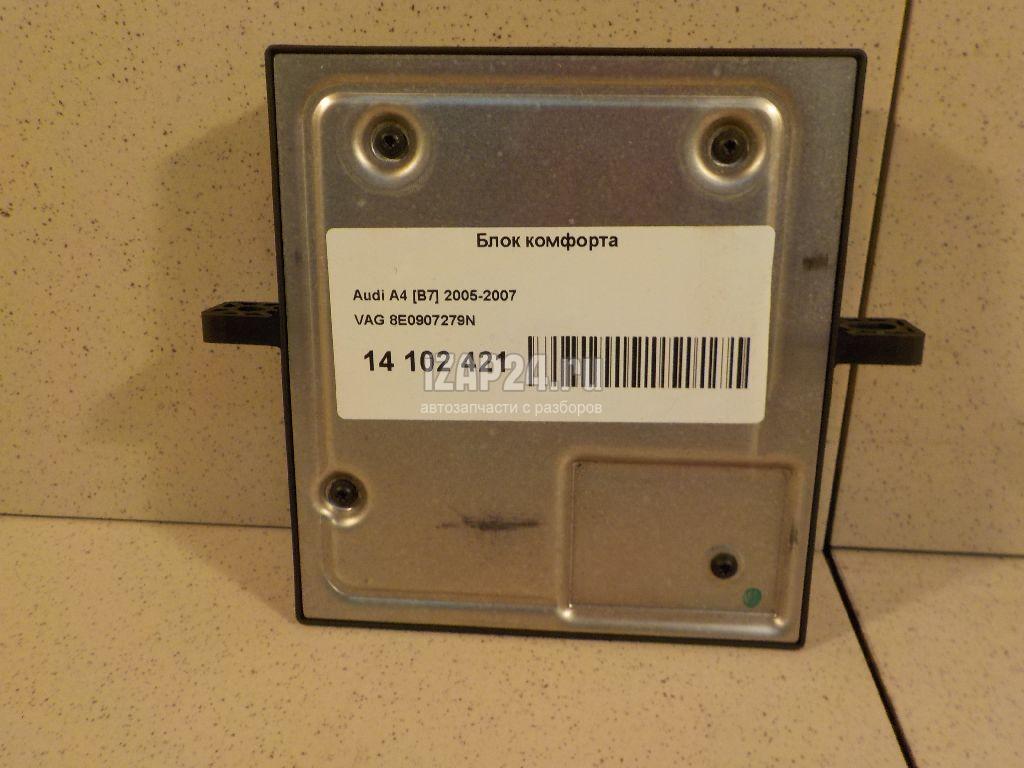 Блок комфорта
Audi A4 [B7] 2005-2007
VAG 8E0907279N
14 102 421
IZAP24.ru
автозапчасти с разборов